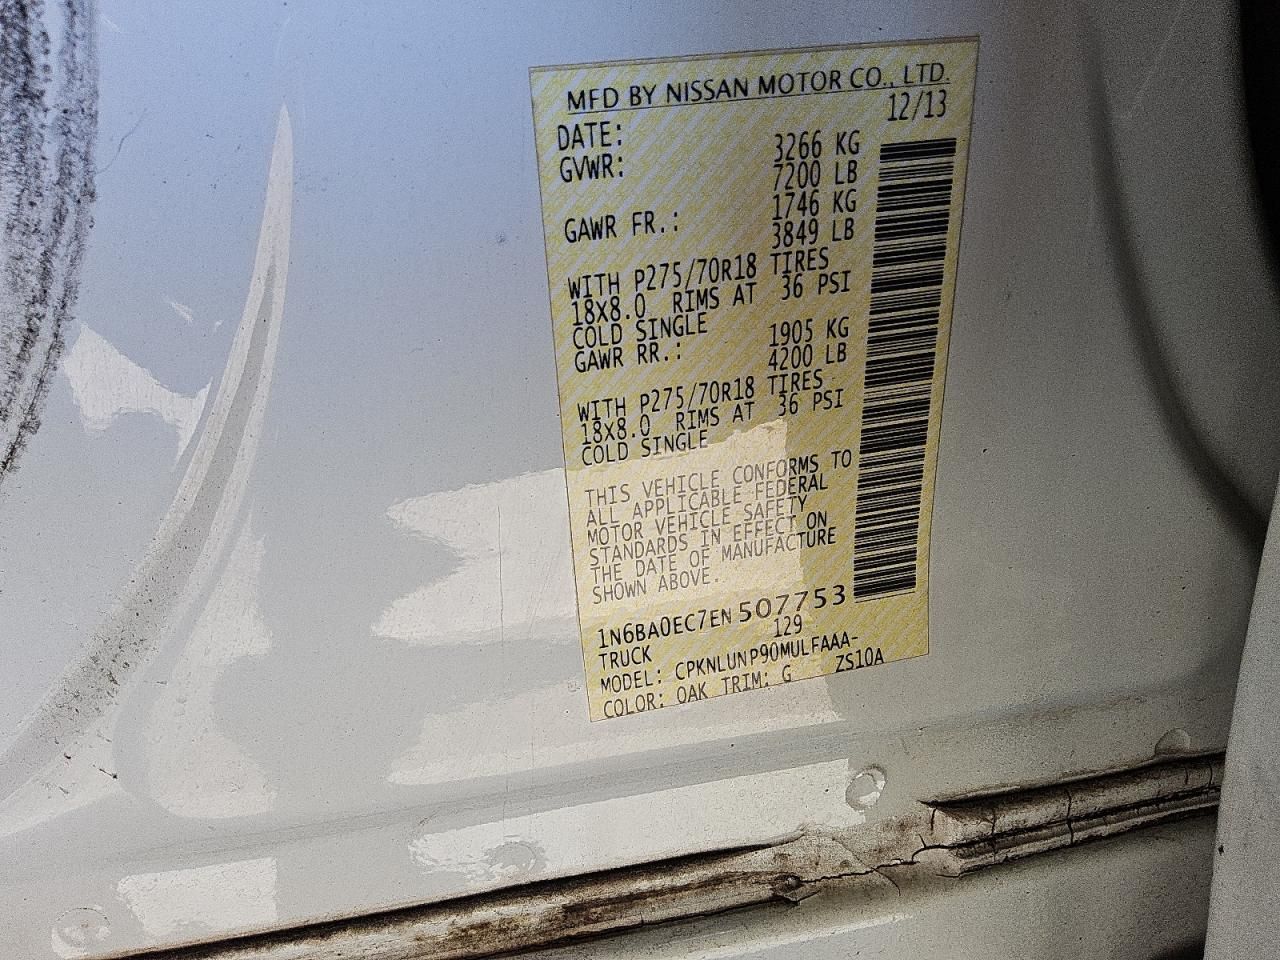 MFD BY NISSAN MOTOR CO., LTD.
DATE: 12/13
GVWR: 3266 KG
7200 LB
GAWR FR.: 1746 KG
3849 LB
WITH P275/70R18 TIRES
18X8.0 RIMS AT 36 PSI
COLD SINGLE
GAWR RR.: 1905 KG
4200 LB
WITH P275/70R18 TIRES
18X8.0 RIMS AT 36 PSI
COLD SINGLE
THIS VEHICLE CONFORMS TO
ALL APPLICABLE FEDERAL
MOTOR VEHICLE SAFETY
STANDARDS IN EFFECT ON
THE DATE OF MANUFACTURE
SHOWN ABOVE.
1N6BA0EC7EN507753
TRUCK 129
MODEL: CPKNLUNP90MULFAAA-
COLOR: OAK TRIM: G ZS10A